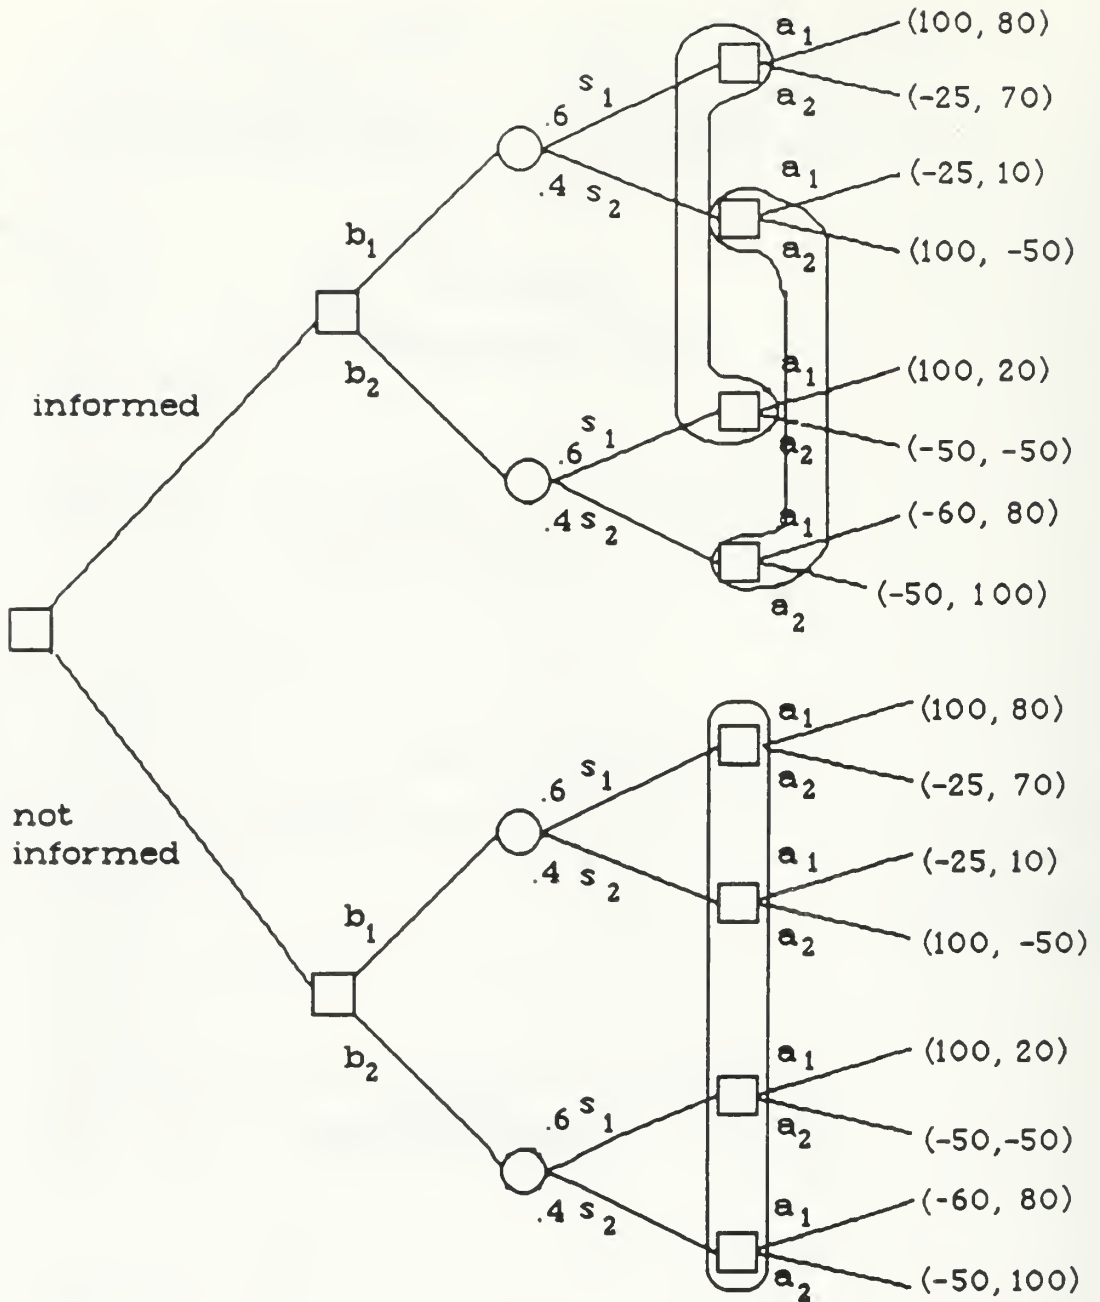 a1 (100, 80)
s1
.6
a2 (-25, 70)
a1 (-25, 10)
.4 s2
b1
a2 (100, -50)
a1 (100, 20)
b2
informed
s1
.6
a2 (-50, -50)
a1 (-60, 80)
.4 s2
(-50, 100)
a2
a1 (100, 80)
.6 s1
a2 (-25, 70)
not
informed
a1 (-25, 10)
.4 s2
b1
a2 (100, -50)
a1 (100, 20)
b2
.6 s1
a2 (-50,-50)
a1 (-60, 80)
.4 s2
a2 (-50, 100)